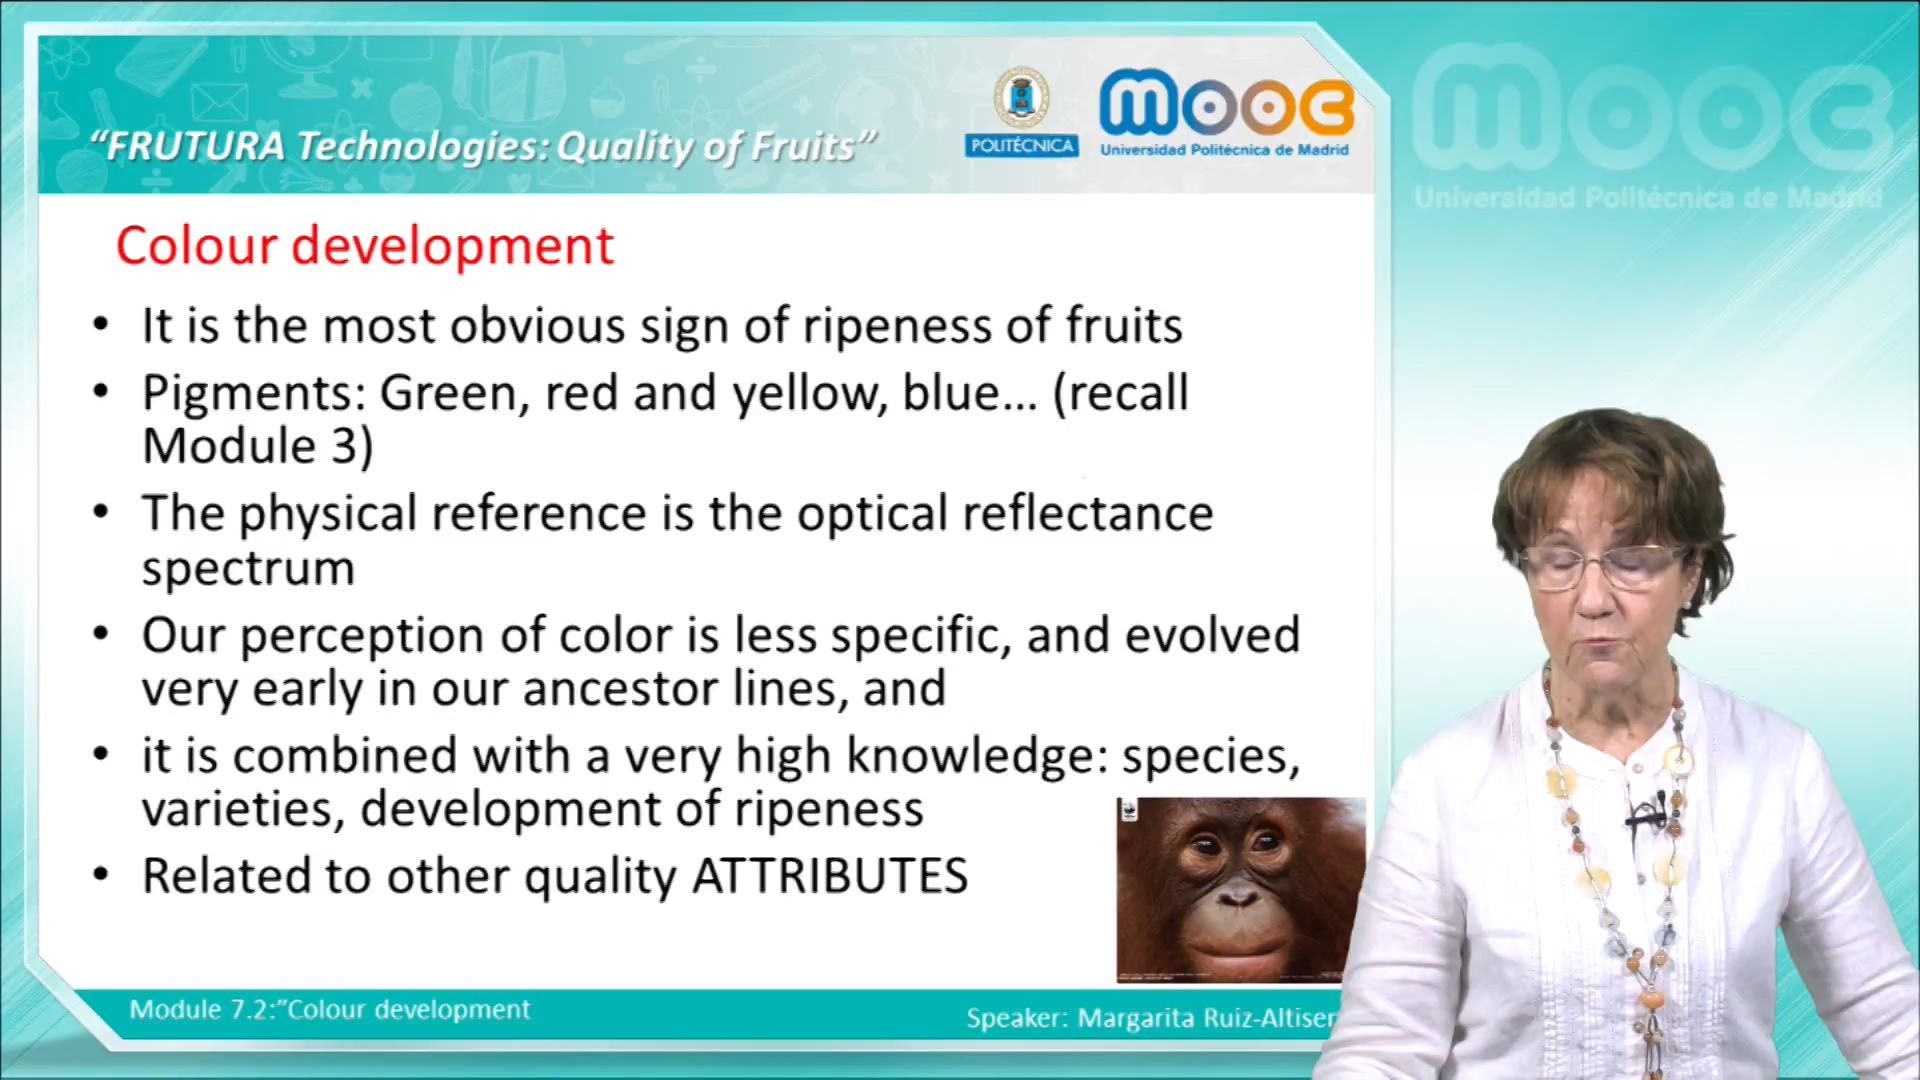 “FRUTURA Technologies: Quality of Fruits”
POLITÉCNICA
mooc
Universidad Politécnica de Madrid
mooc
Universidad Politécnica de Madrid
Colour development
• It is the most obvious sign of ripeness of fruits
• Pigments: Green, red and yellow, blue... (recall
Module 3)
• The physical reference is the optical reflectance
spectrum
• Our perception of color is less specific, and evolved
very early in our ancestor lines, and
• it is combined with a very high knowledge: species,
varieties, development of ripeness
• Related to other quality ATTRIBUTES
Module 7.2:”Colour development
Speaker: Margarita Ruiz-Altisen